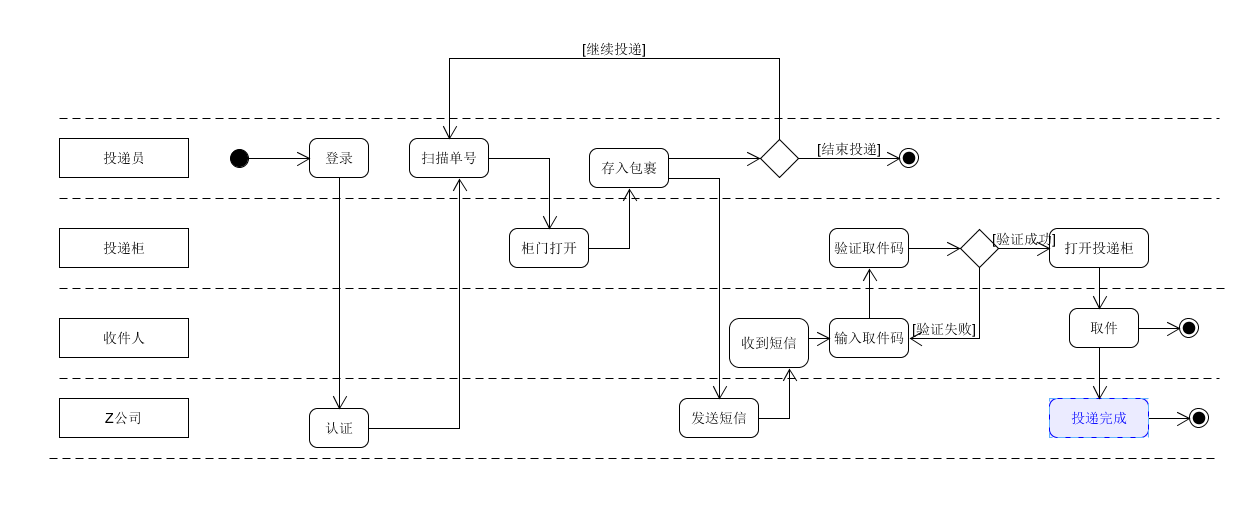 [继续投递]
投递员
登录
扫描单号
存入包裹
[结束投递]
投递柜
柜门打开
验证取件码
[验证成功]
打开投递柜
收件人
收到短信
输入取件码
[验证失败]
取件
Z公司
认证
发送短信
投递完成